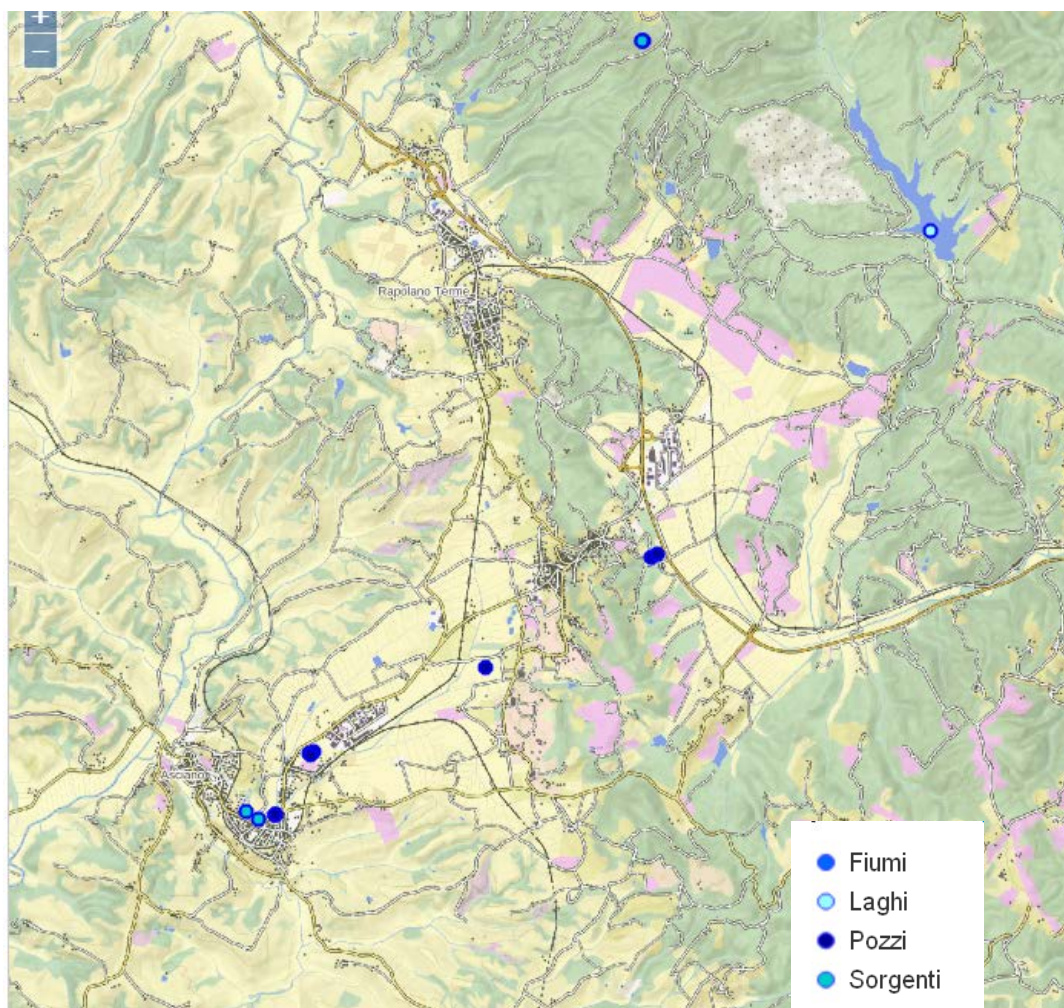 +
−
Rapolano Terme
Asciano
Fiumi
Laghi
Pozzi
Sorgenti